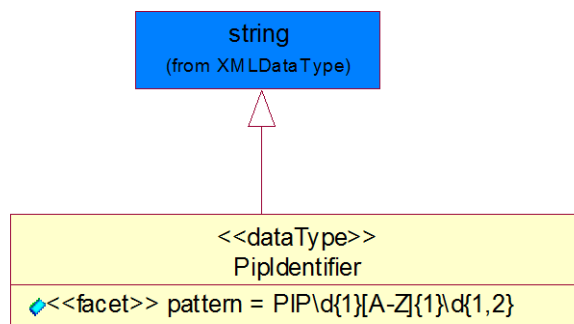 string
(from XMLDataType)
<<dataType>>
PipIdentifier
<<facet>> pattern = PIP\d{1}[A-Z]{1}\d{1,2}